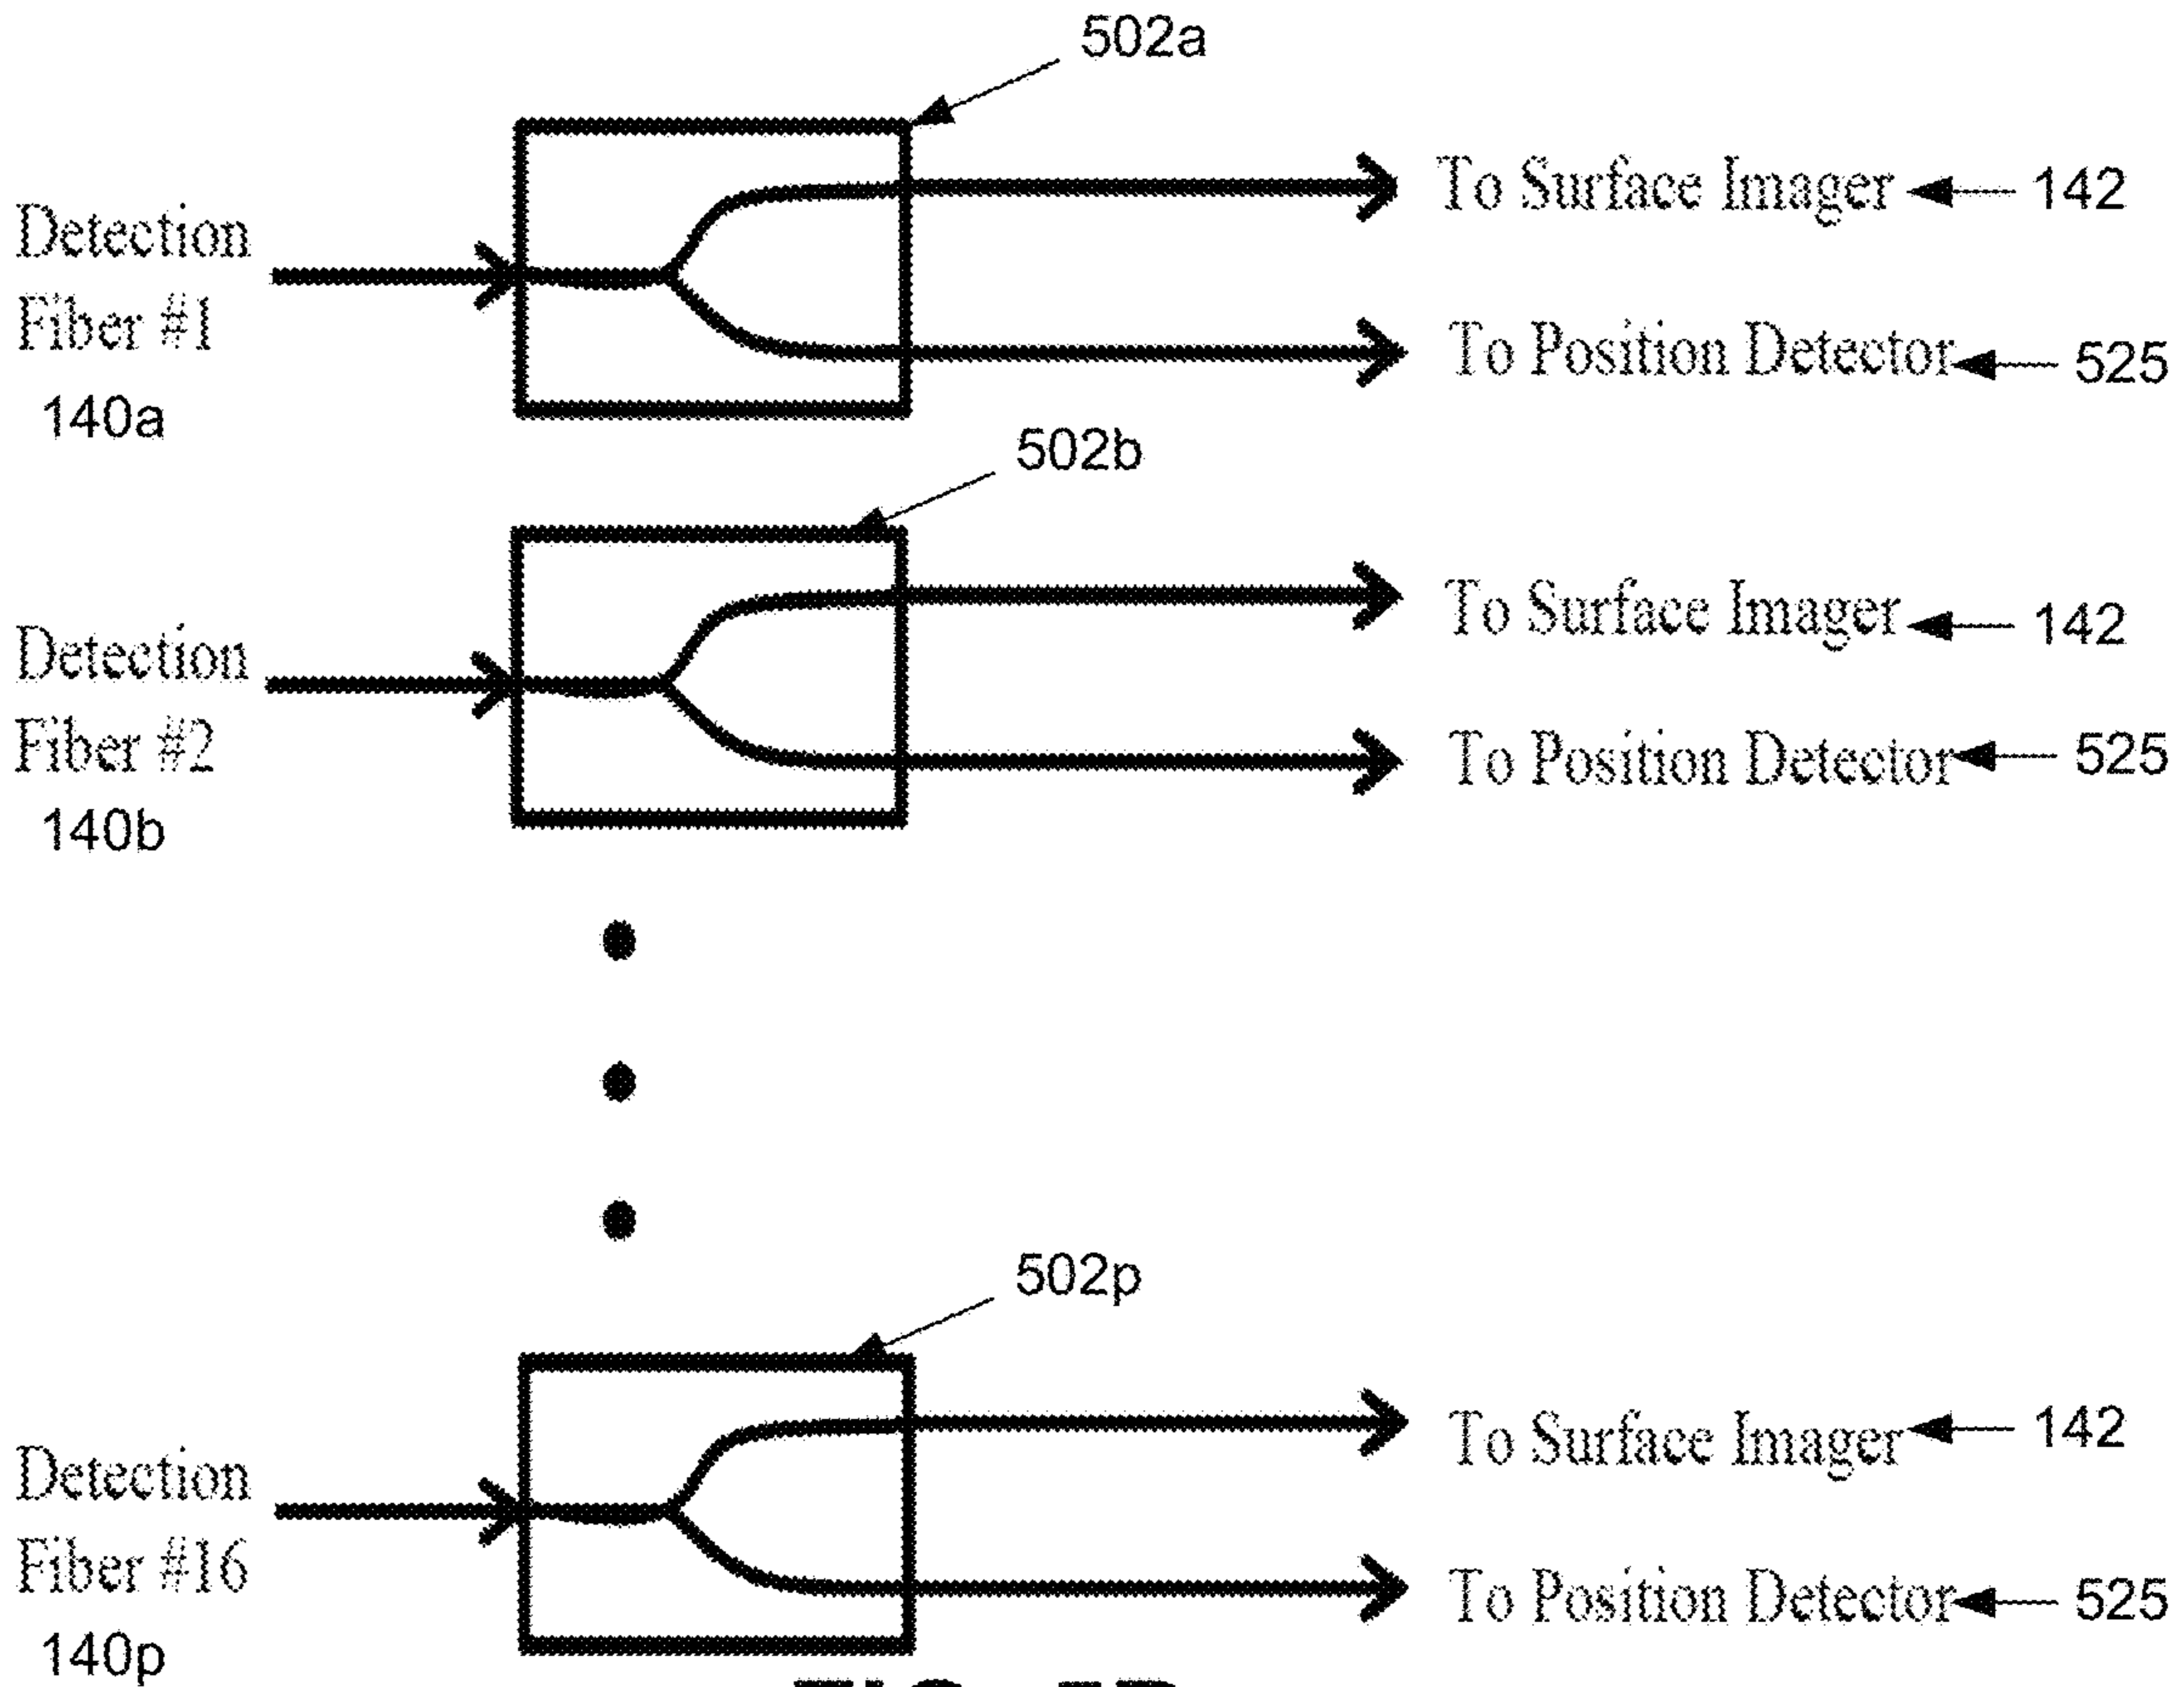 502a
To Surface Imager
142
Detection
Fiber #1
140a
To Position Detector
525
502b
To Surface Imager
142
Detection
Fiber #2
140b
To Position Detector
525
502p
To Surface Imager
142
Detection
Fiber #16
140p
To Position Detector
525